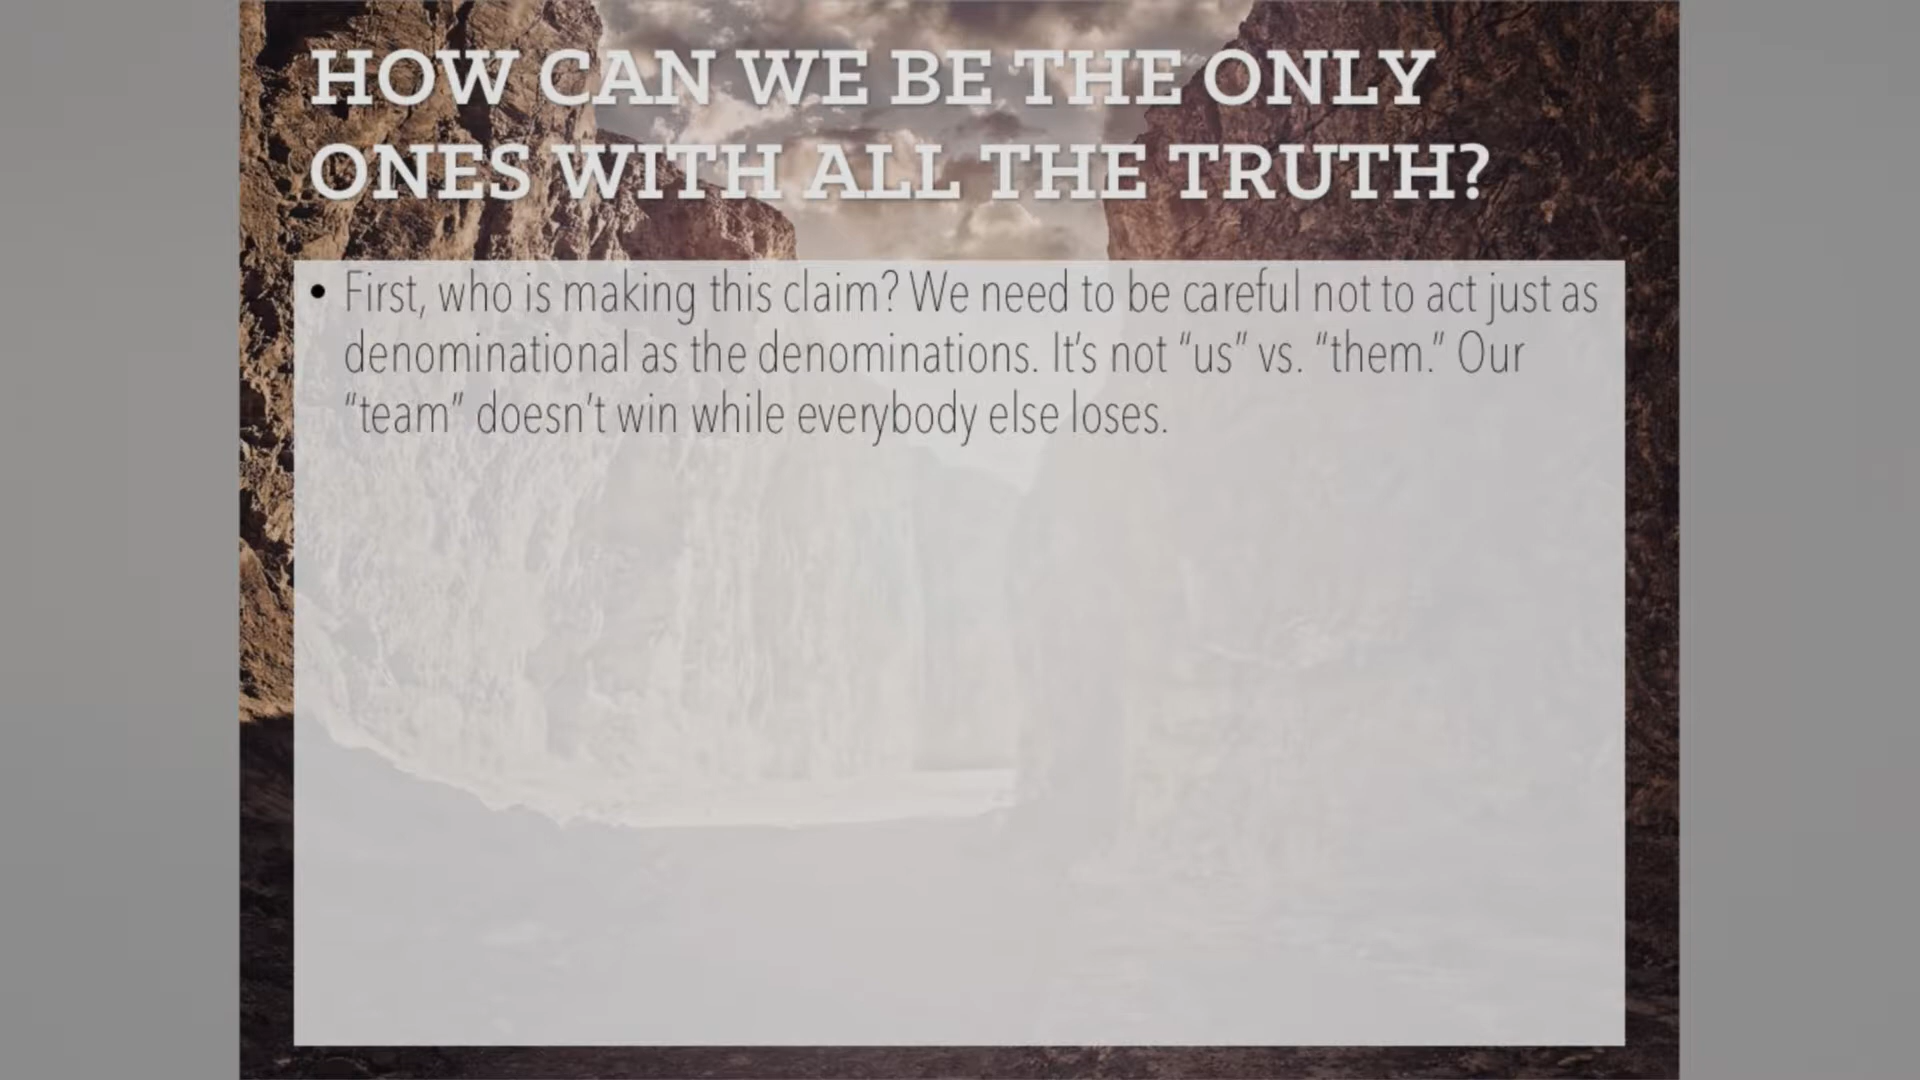 HOW CAN WE BE THE ONLY
ONES WITH ALL THE TRUTH?
• First, who is making this claim? We need to be careful not to act just as
denominational as the denominations. It’s not “us” vs. “them.” Our
“team” doesn’t win while everybody else loses.